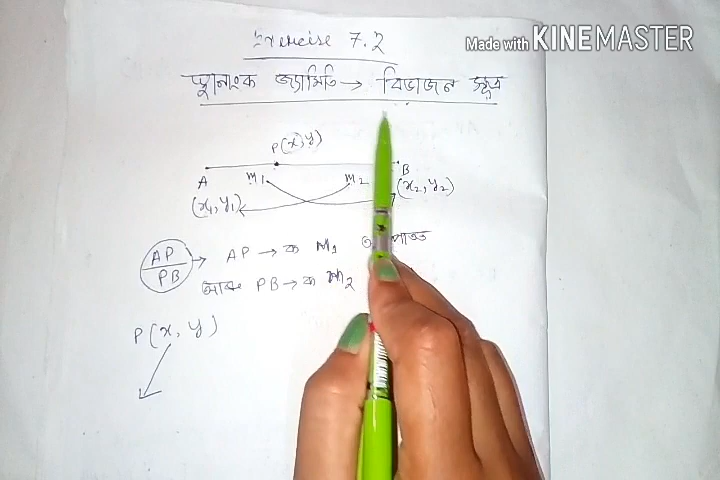 Exercise 7.2
Made with KINEMASTER
স্থানাংক জ্যামিতি → বিভাজন সূত্ৰ
P(x,y)
A M1 M2 B
(x1, y1) (x2, y2)
AP/PB → AP → ক M1
আৰু PB → ক M2
P(x, y)